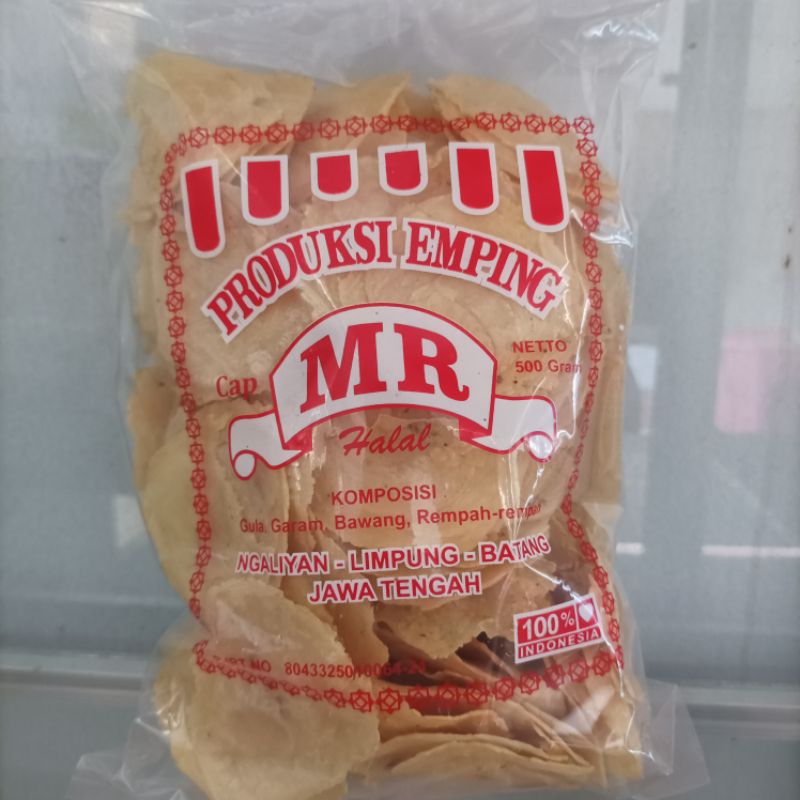 PRODUKSI EMPING
Cap MR
NETTO
500 Gram
Halal
KOMPOSISI
Gula, Garam, Bawang, Rempah-rempah
NGALIYAN - LIMPUNG - BATANG
JAWA TENGAH
100%
INDONESIA
NO